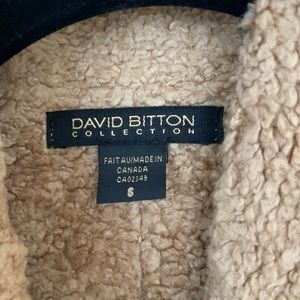 DAVID BITTON
COLLECTION
FAIT AU/MADE IN
CANADA
CA02349
S